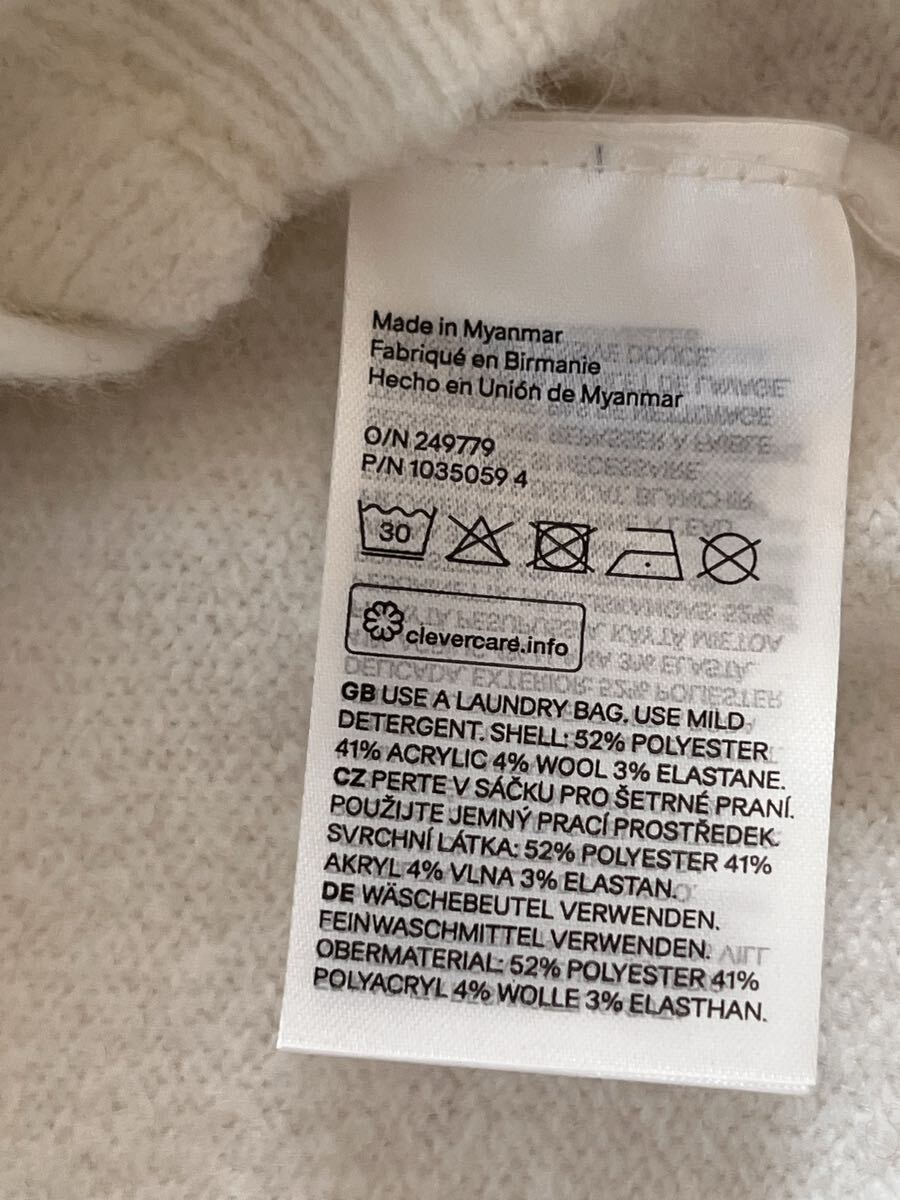 Made in Myanmar
Fabriqué en Birmanie
Hecho en Unión de Myanmar
O/N 249779
P/N 1035059 4
30
clevercare.info
GB USE A LAUNDRY BAG. USE MILD
DETERGENT. SHELL: 52% POLYESTER
41% ACRYLIC 4% WOOL 3% ELASTANE.
CZ PERTE V SÁČKU PRO ŠETRNÉ PRANÍ.
POUŽIJTE JEMNÝ PRACÍ PROSTŘEDEK.
SVRCHNÍ LÁTKA: 52% POLYESTER 41%
AKRYL 4% VLNA 3% ELASTAN.
DE WÄSCHEBEUTEL VERWENDEN.
FEINWASCHMITTEL VERWENDEN.
OBERMATERIAL: 52% POLYESTER 41%
POLYACRYL 4% WOLLE 3% ELASTHAN.